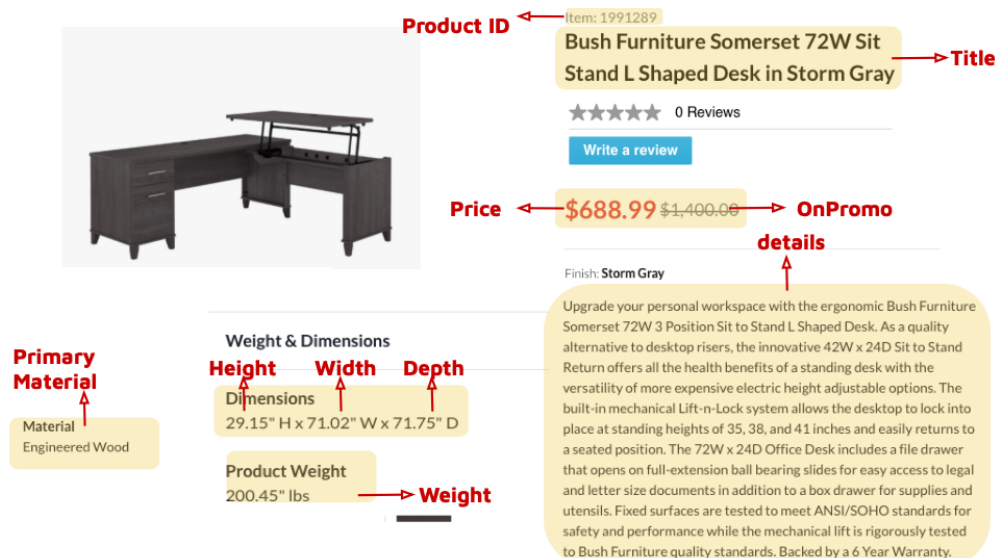 Product ID
Item: 1991289
Bush Furniture Somerset 72W Sit
Stand L Shaped Desk in Storm Gray
Title
0 Reviews
Write a review
Price
$688.99 $1,400.00
OnPromo
details
Finish: Storm Gray
Upgrade your personal workspace with the ergonomic Bush Furniture
Somerset 72W 3 Position Sit to Stand L Shaped Desk. As a quality
alternative to desktop risers, the innovative 42W x 24D Sit to Stand
Return offers all the health benefits of a standing desk with the
versatility of more expensive electric height adjustable options. The
built-in mechanical Lift-n-Lock system allows the desktop to lock into
place at standing heights of 35, 38, and 41 inches and easily returns to
a seated position. The 72W x 24D Office Desk includes a file drawer
that opens on full-extension ball bearing slides for easy access to legal
and letter size documents in addition to a box drawer for supplies and
utensils. Fixed surfaces are tested to meet ANSI/SOHO standards for
safety and performance while the mechanical lift is rigorously tested
to Bush Furniture quality standards. Backed by a 6 Year Warranty.
Weight & Dimensions
Height
Width
Depth
Dimensions
29.15" H x 71.02" W x 71.75" D
Product Weight
200.45" lbs
Weight
Primary
Material
Material
Engineered Wood